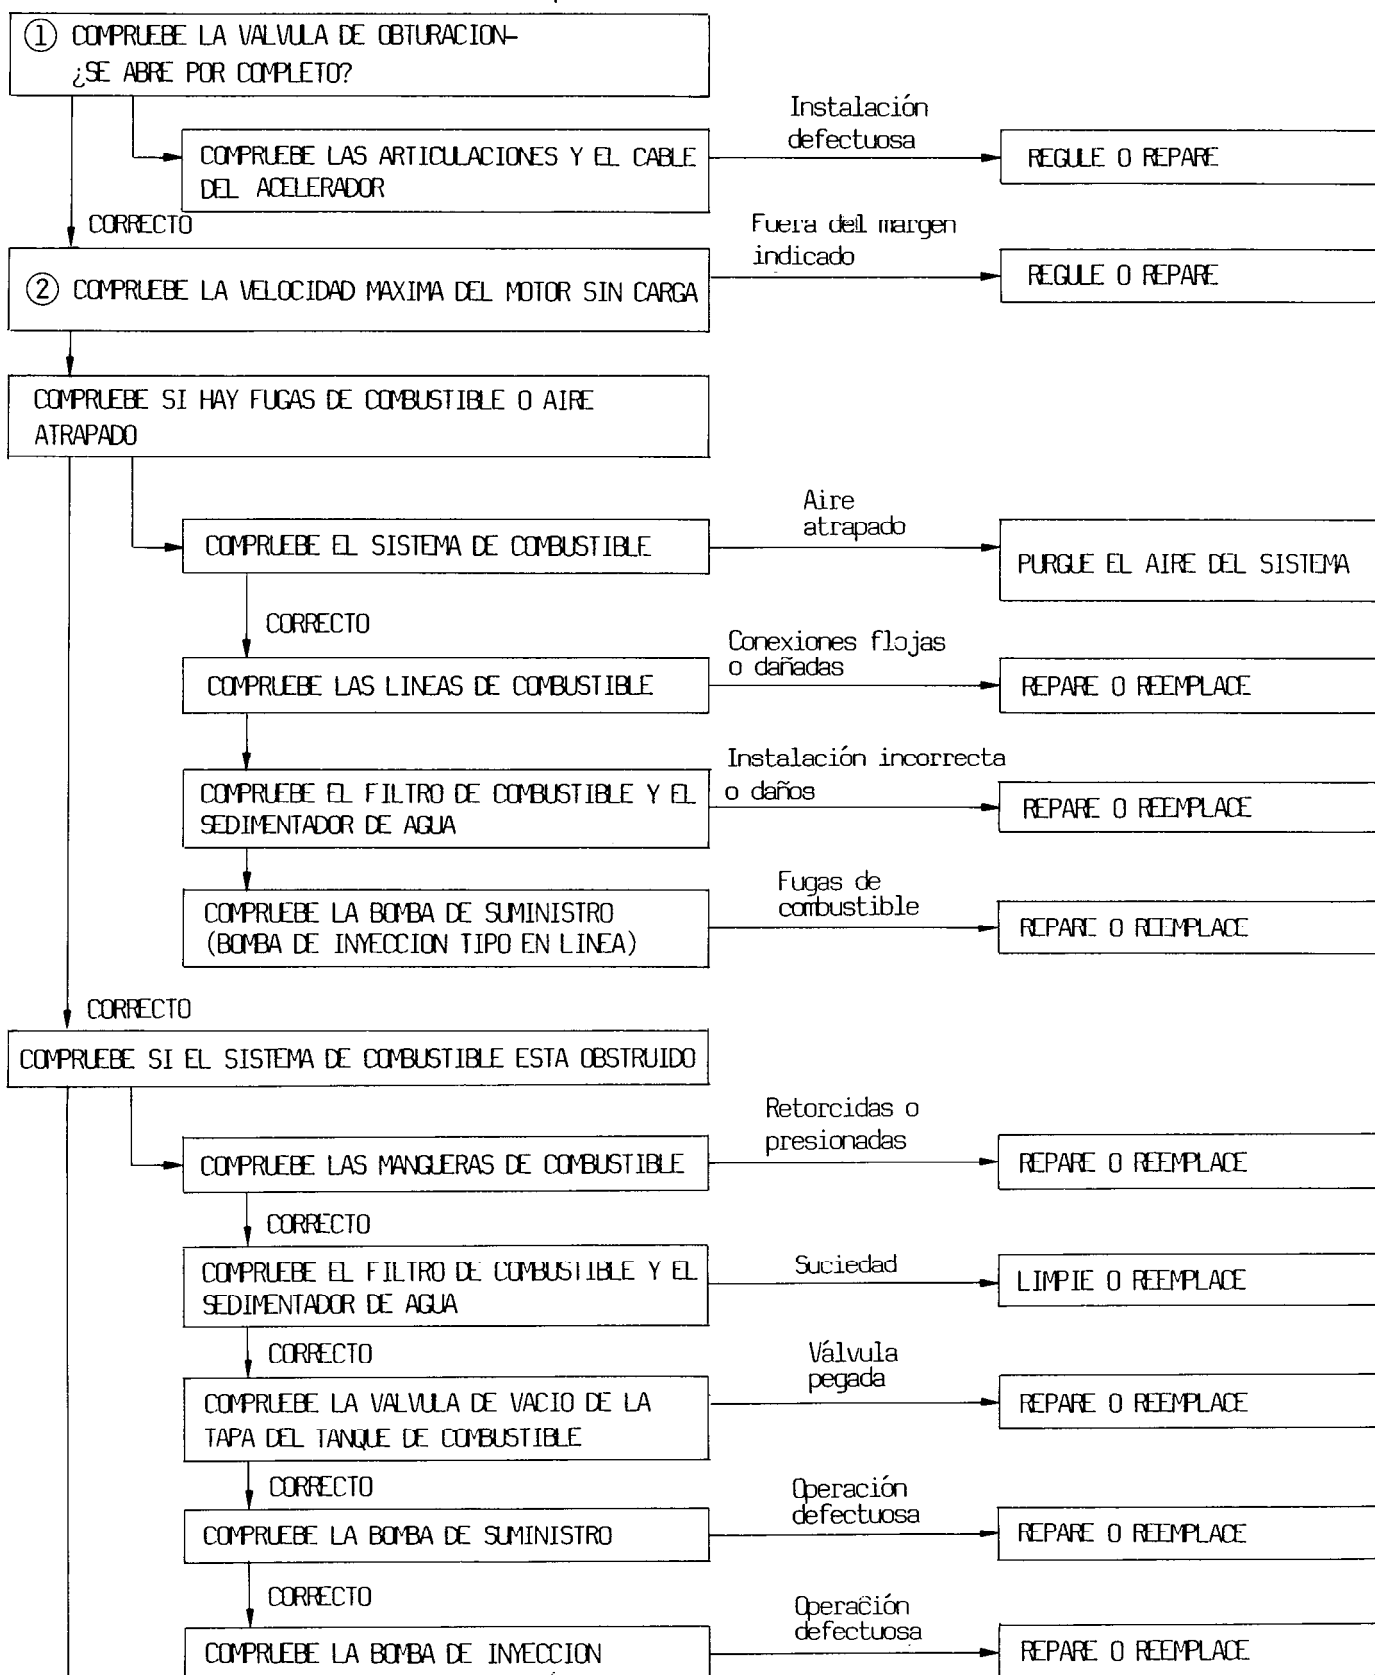 ① COMPRUEBE LA VALVULA DE OBTURACION–
¿SE ABRE POR COMPLETO?
Instalación
defectuosa
COMPRUEBE LAS ARTICULACIONES Y EL CABLE
DEL ACELERADOR
REGULE O REPARE
CORRECTO
Fuera del margen
indicado
② COMPRUEBE LA VELOCIDAD MAXIMA DEL MOTOR SIN CARGA
REGULE O REPARE
COMPRUEBE SI HAY FUGAS DE COMBUSTIBLE O AIRE
ATRAPADO
Aire
atrapado
COMPRUEBE EL SISTEMA DE COMBUSTIBLE
PURGUE EL AIRE DEL SISTEMA
CORRECTO
Conexiones flojas
o dañadas
COMPRUEBE LAS LINEAS DE COMBUSTIBLE
REPARE O REEMPLACE
Instalación incorrecta
o daños
COMPRUEBE EL FILTRO DE COMBUSTIBLE Y EL
SEDIMENTADOR DE AGUA
REPARE O REEMPLACE
Fugas de
combustible
COMPRUEBE LA BOMBA DE SUMINISTRO
(BOMBA DE INYECCION TIPO EN LINEA)
REPARE O REEMPLACE
CORRECTO
COMPRUEBE SI EL SISTEMA DE COMBUSTIBLE ESTA OBSTRUIDO
Retorcidas o
presionadas
COMPRUEBE LAS MANGUERAS DE COMBUSTIBLE
REPARE O REEMPLACE
CORRECTO
COMPRUEBE EL FILTRO DE COMBUSTIBLE Y EL
SEDIMENTADOR DE AGUA
Suciedad
LIMPIE O REEMPLACE
CORRECTO
Válvula
pegada
COMPRUEBE LA VALVULA DE VACIO DE LA
TAPA DEL TANQUE DE COMBUSTIBLE
REPARE O REEMPLACE
CORRECTO
Operación
defectuosa
COMPRUEBE LA BOMBA DE SUMINISTRO
REPARE O REEMPLACE
CORRECTO
Operación
defectuosa
COMPRUEBE LA BOMBA DE INYECCION
REPARE O REEMPLACE